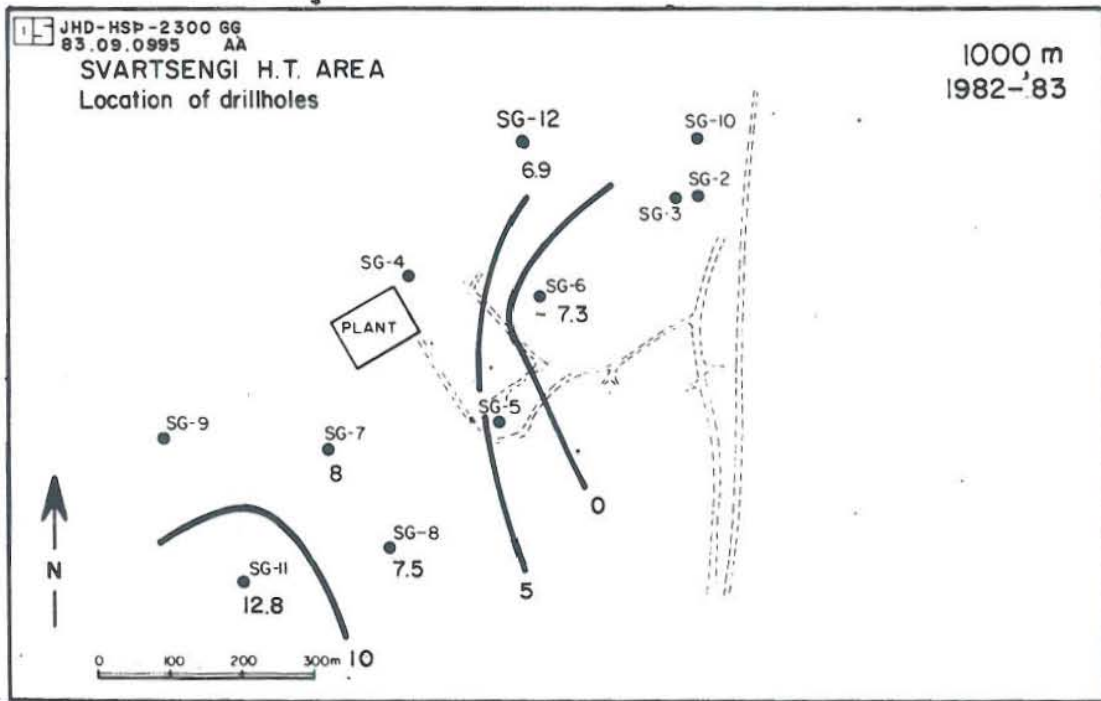 JHD-HSÞ-2300 GG
83.09.0995 AA
SVARTSENGI H.T. AREA
Location of drillholes
1000 m
1982-'83
SG-12
6.9
SG-10
SG-2
SG-3
SG-4
SG-6
- 7.3
PLANT
SG-5
SG-9
SG-7
8
0
SG-8
7.5
5
SG-11
12.8
N
10
0 100 200 300m